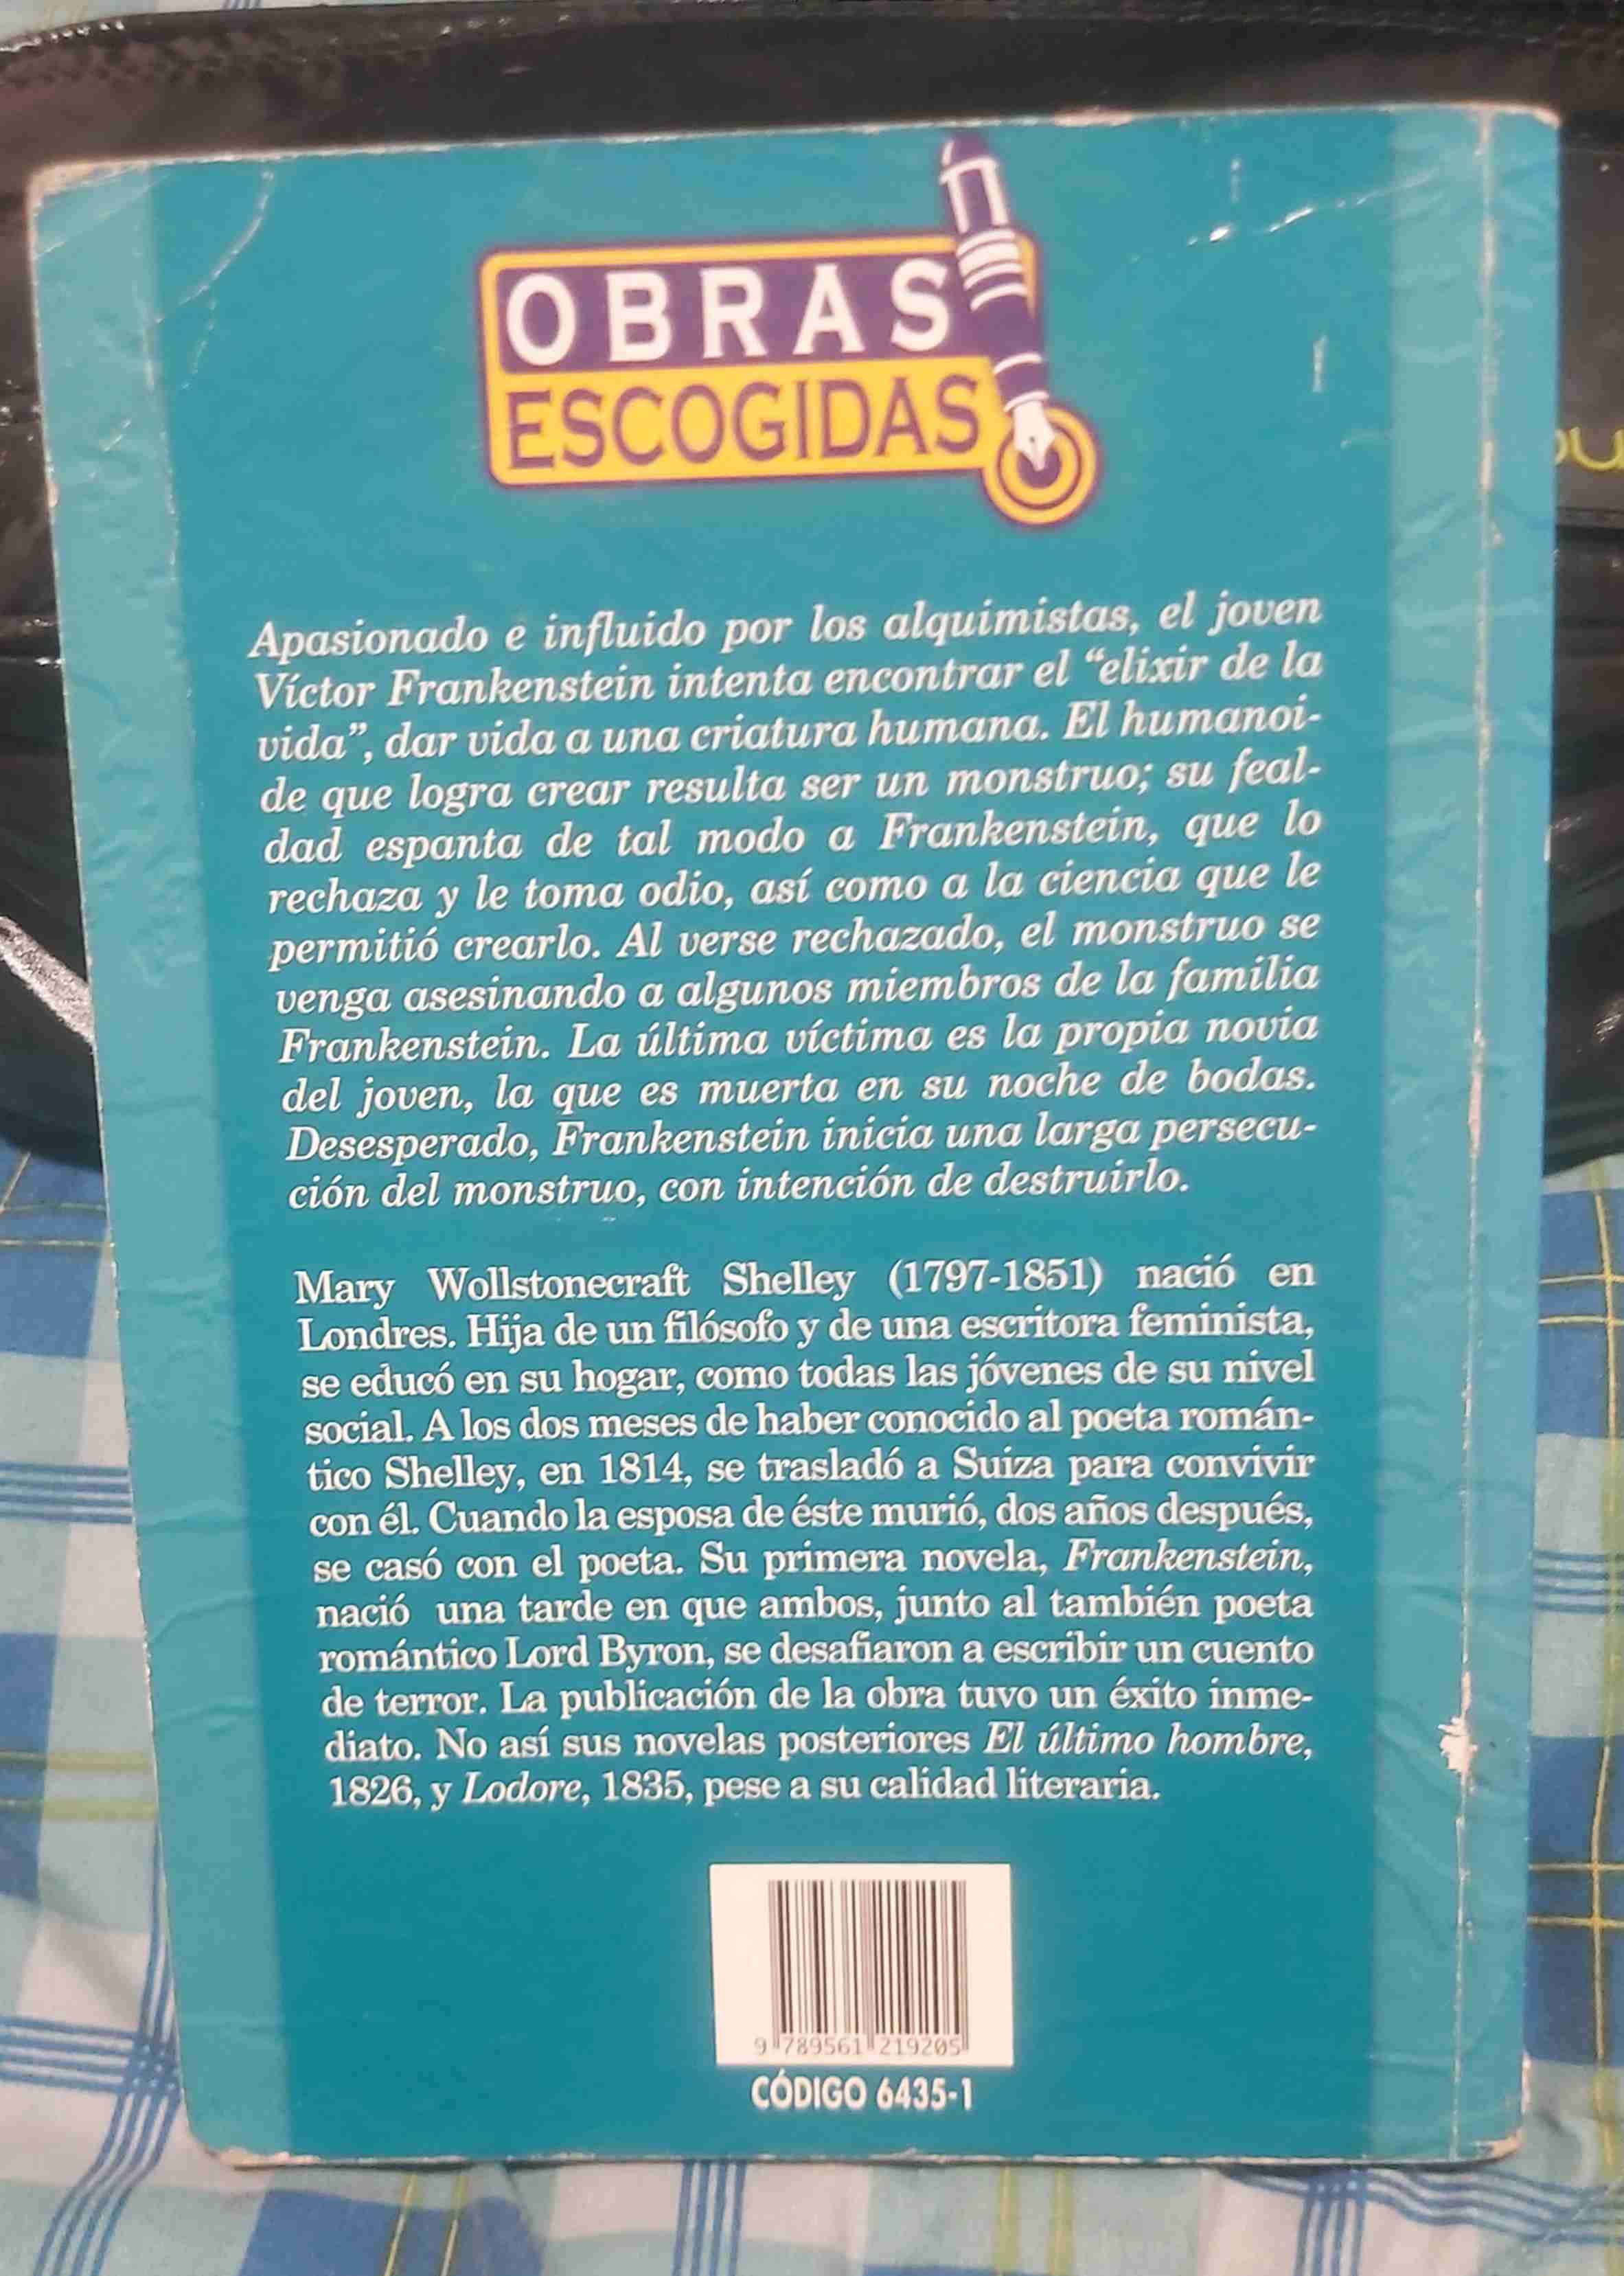 OBRAS
ESCOGIDAS
Apasionado e influido por los alquimistas, el joven
Víctor Frankenstein intenta encontrar el “elixir de la
vida”, dar vida a una criatura humana. El humanoi-
de que logra crear resulta ser un monstruo; su feal-
dad espanta de tal modo a Frankenstein, que lo
rechaza y le toma odio, así como a la ciencia que le
permitió crearlo. Al verse rechazado, el monstruo se
venga asesinando a algunos miembros de la familia
Frankenstein. La última víctima es la propia novia
del joven, la que es muerta en su noche de bodas.
Desesperado, Frankenstein inicia una larga persecu-
ción del monstruo, con intención de destruirlo.
Mary Wollstonecraft Shelley (1797-1851) nació en
Londres. Hija de un filósofo y de una escritora feminista,
se educó en su hogar, como todas las jóvenes de su nivel
social. A los dos meses de haber conocido al poeta román-
tico Shelley, en 1814, se trasladó a Suiza para convivir
con él. Cuando la esposa de éste murió, dos años después,
se casó con el poeta. Su primera novela, Frankenstein,
nació una tarde en que ambos, junto al también poeta
romántico Lord Byron, se desafiaron a escribir un cuento
de terror. La publicación de la obra tuvo un éxito inme-
diato. No así sus novelas posteriores El último hombre,
1826, y Lodore, 1835, pese a su calidad literaria.
9 789561 219205
CÓDIGO 6435-1